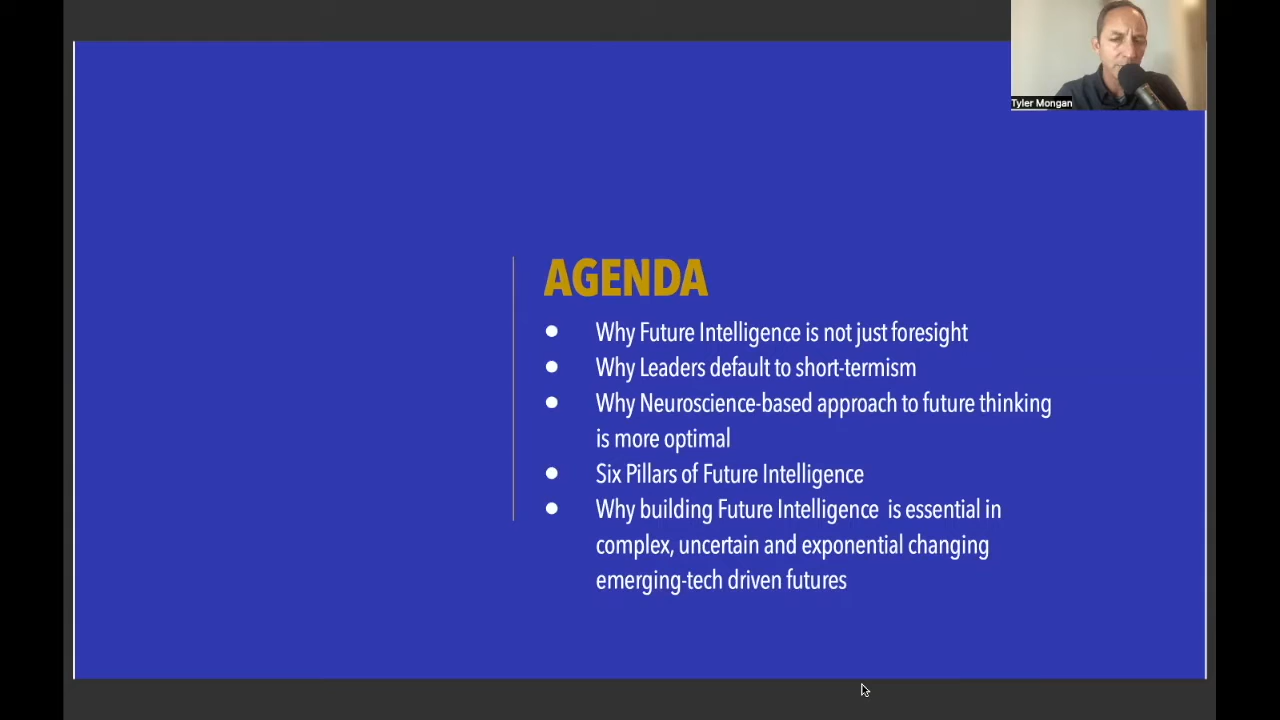 Tyler Mongan
AGENDA
● Why Future Intelligence is not just foresight
● Why Leaders default to short-termism
● Why Neuroscience-based approach to future thinking
is more optimal
● Six Pillars of Future Intelligence
● Why building Future Intelligence is essential in
complex, uncertain and exponential changing
emerging-tech driven futures